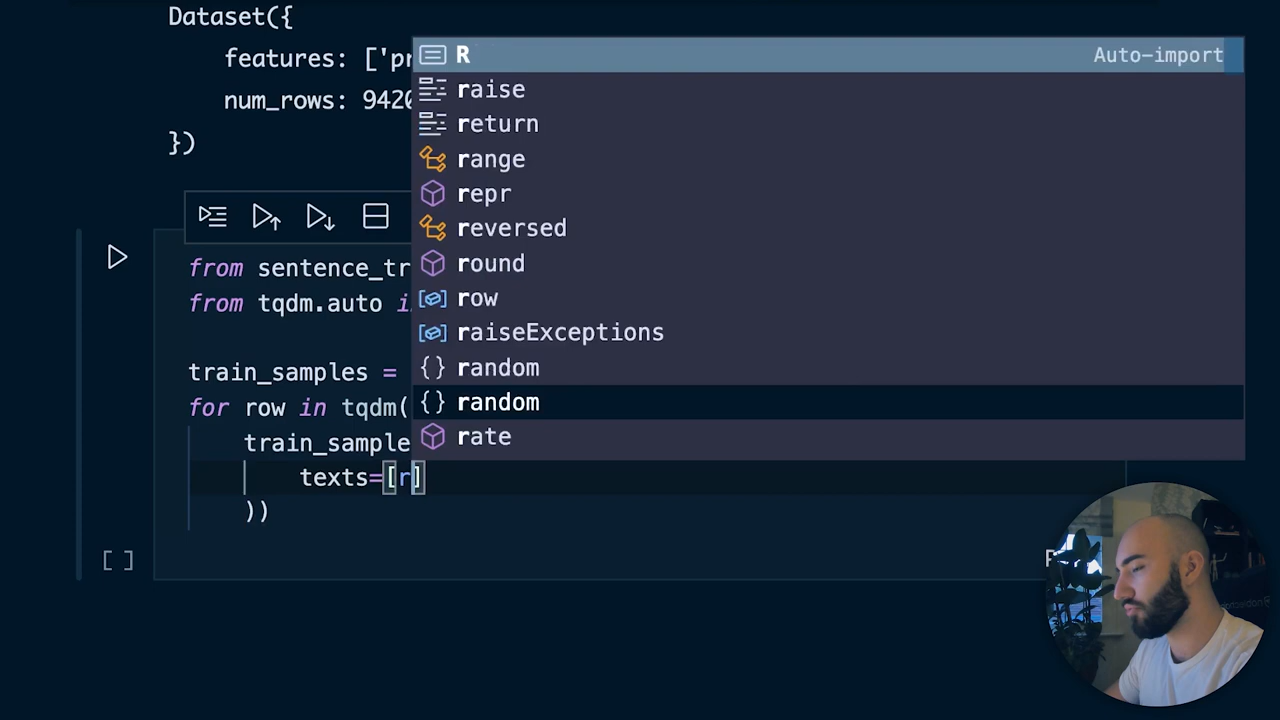 Dataset({
features: ['pr
num_rows: 9420
})
R Auto-import
raise
return
range
repr
reversed
round
row
raiseExceptions
random
random
rate
from sentence_tr
from tqdm.auto i
train_samples =
for row in tqdm(
train_sample
texts=[r]
))
[ ]